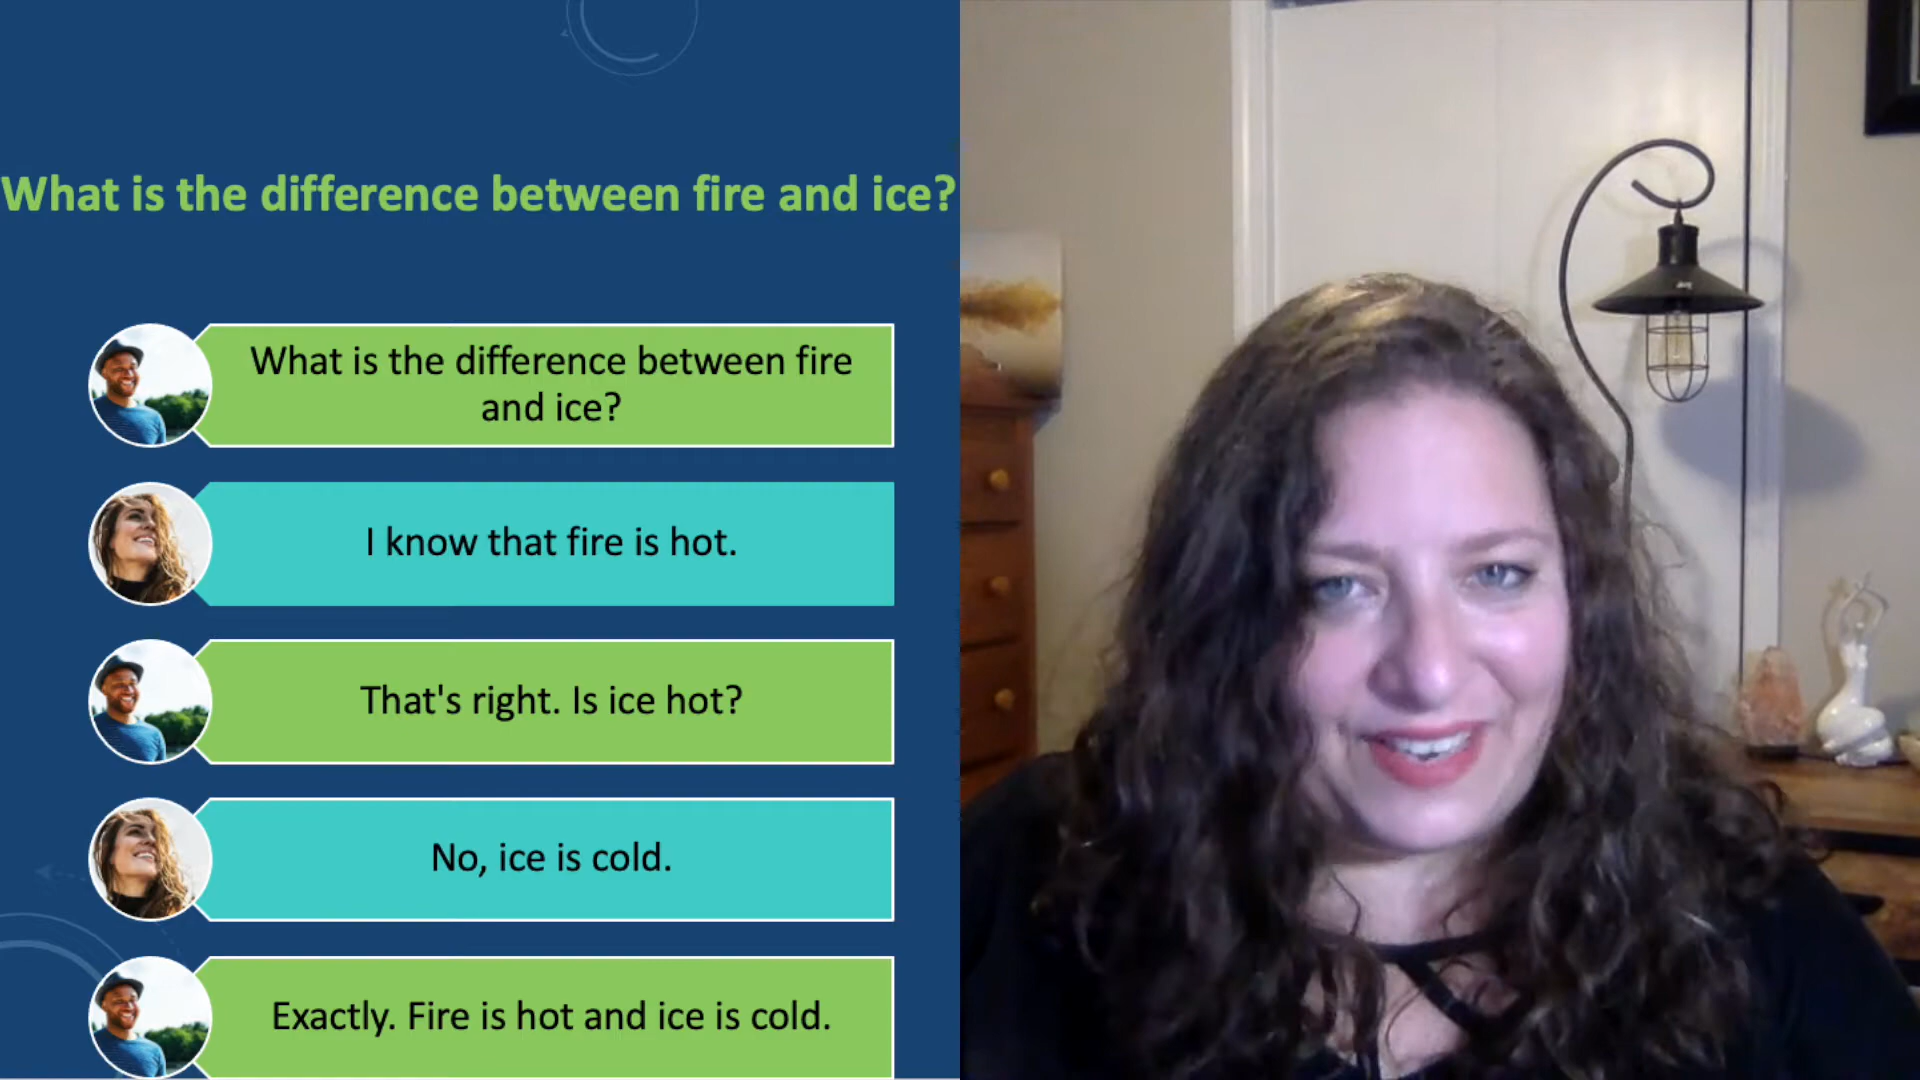 What is the difference between fire and ice?
What is the difference between fire
and ice?
I know that fire is hot.
That's right. Is ice hot?
No, ice is cold.
Exactly. Fire is hot and ice is cold.